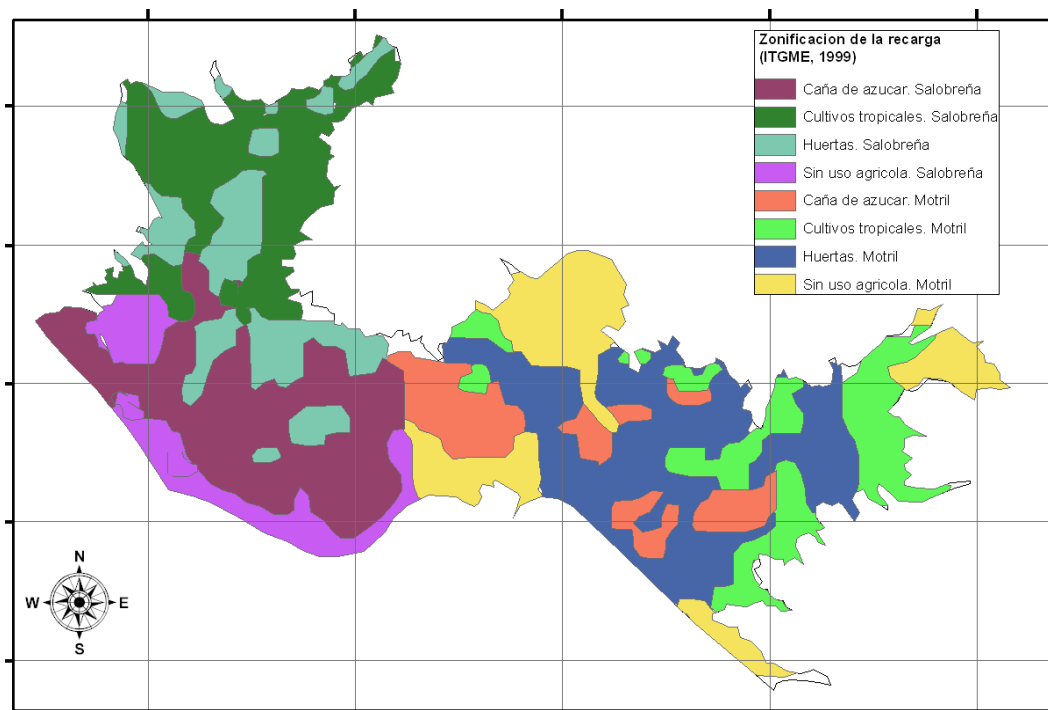 Zonificacion de la recarga
(ITGME, 1999)
Caña de azucar. Salobreña
Cultivos tropicales. Salobreña
Huertas. Salobreña
Sin uso agricola. Salobreña
Caña de azucar. Motril
Cultivos tropicales. Motril
Huertas. Motril
Sin uso agricola. Motril
N
W E
S